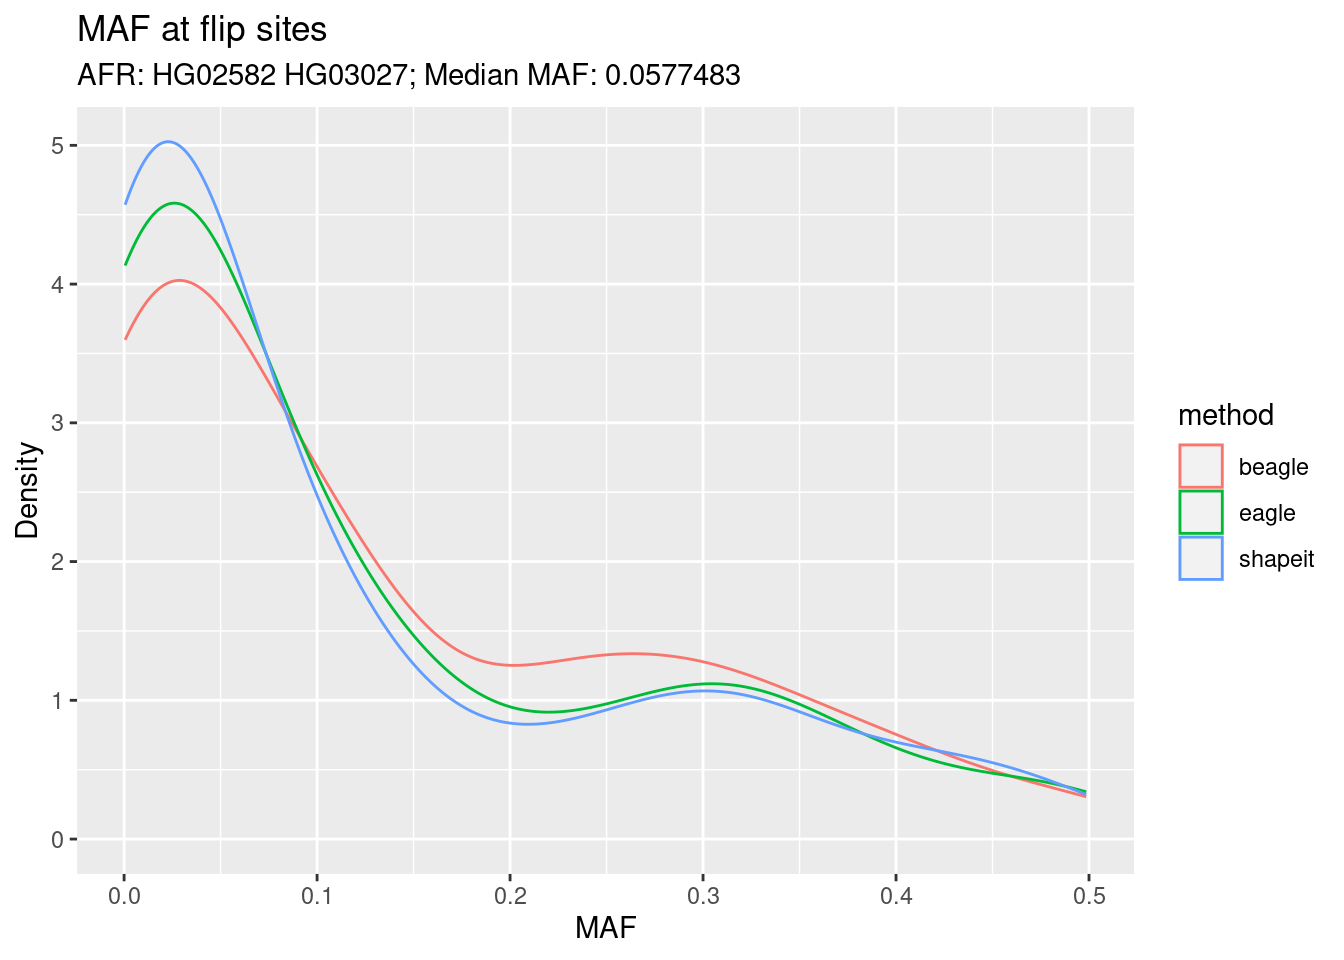 MAF at flip sites
AFR: HG02582 HG03027; Median MAF: 0.0577483
5
4
3
2
1
0
Density
0.0 0.1 0.2 0.3 0.4 0.5
MAF
method
beagle
eagle
shapeit